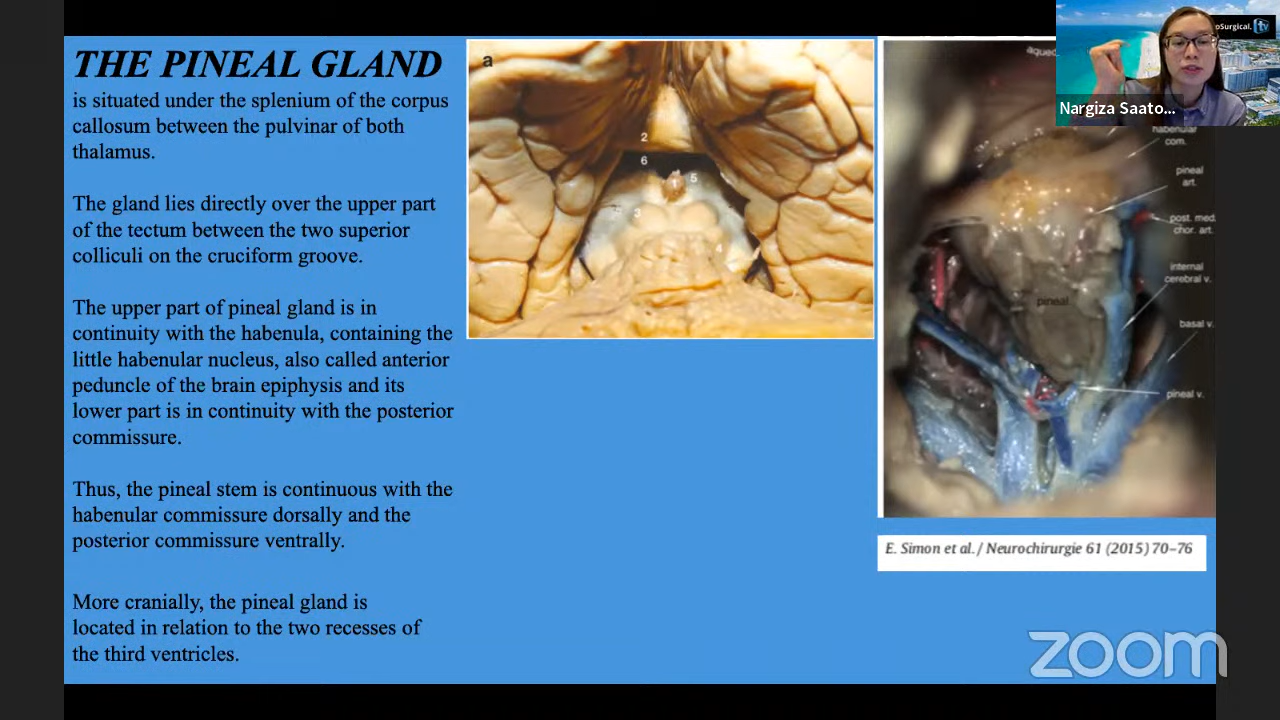 THE PINEAL GLAND
is situated under the splenium of the corpus
callosum between the pulvinar of both
thalamus.
The gland lies directly over the upper part
of the tectum between the two superior
colliculi on the cruciform groove.
The upper part of pineal gland is in
continuity with the habenula, containing the
little habenular nucleus, also called anterior
peduncle of the brain epiphysis and its
lower part is in continuity with the posterior
commissure.
Thus, the pineal stem is continuous with the
habenular commissure dorsally and the
posterior commissure ventrally.
More cranially, the pineal gland is
located in relation to the two recesses of
the third ventricles.
a
2
6
5
1
3
4
aqued
habenular
com.
pineal
art.
post. med.
chor. art.
internal
cerebral v.
pineal
basal v.
pineal v.
E. Simon et al. / Neurochirurgie 61 (2015) 70–76
oSurgical.
tv
Nargiza Saato...
zoom